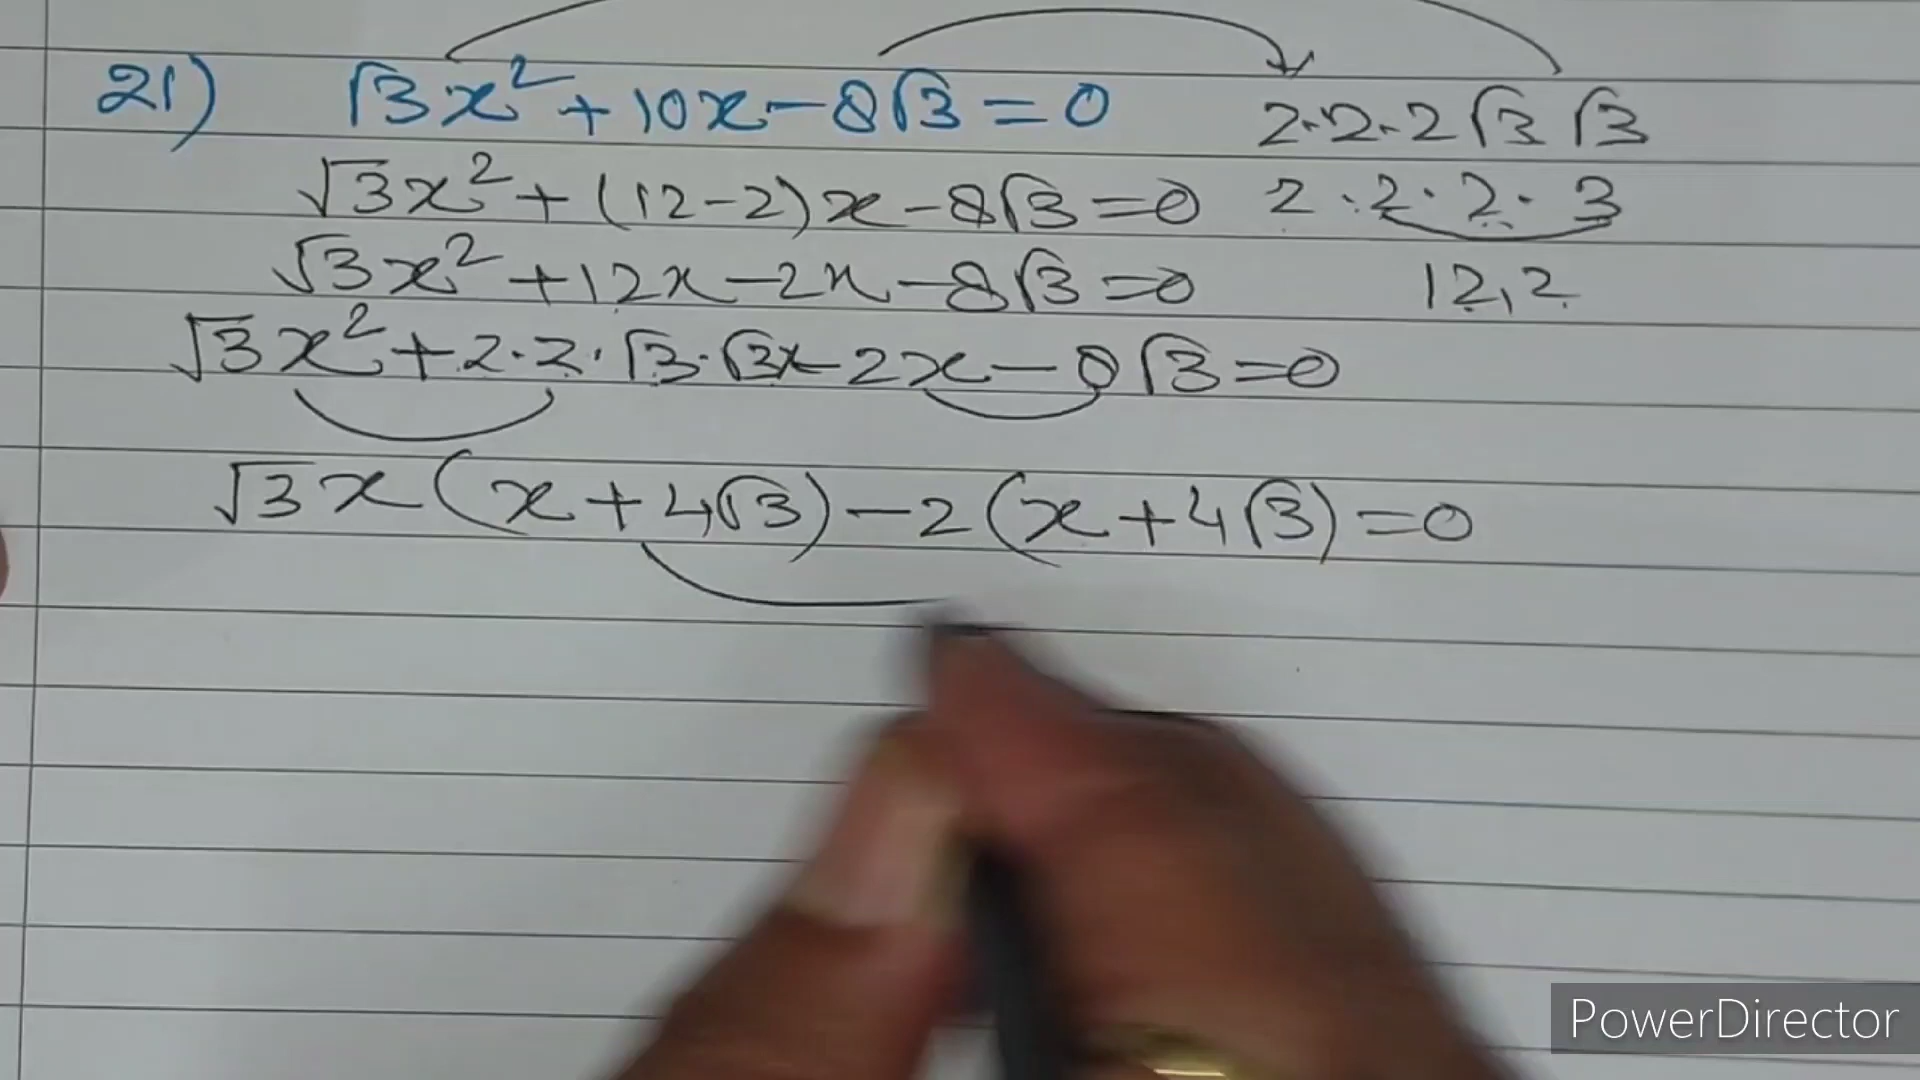 21) √3x² + 10x - 8√3 = 0
2·2·2√3 √3
√3x² + (12-2)x - 8√3 = 0
2·2·2·3
√3x² + 12x - 2x - 8√3 = 0
12,2
√3x² + 2·2·√3·√3x - 2x - 8√3 = 0
√3x(x + 4√3) - 2(x + 4√3) = 0
PowerDirector